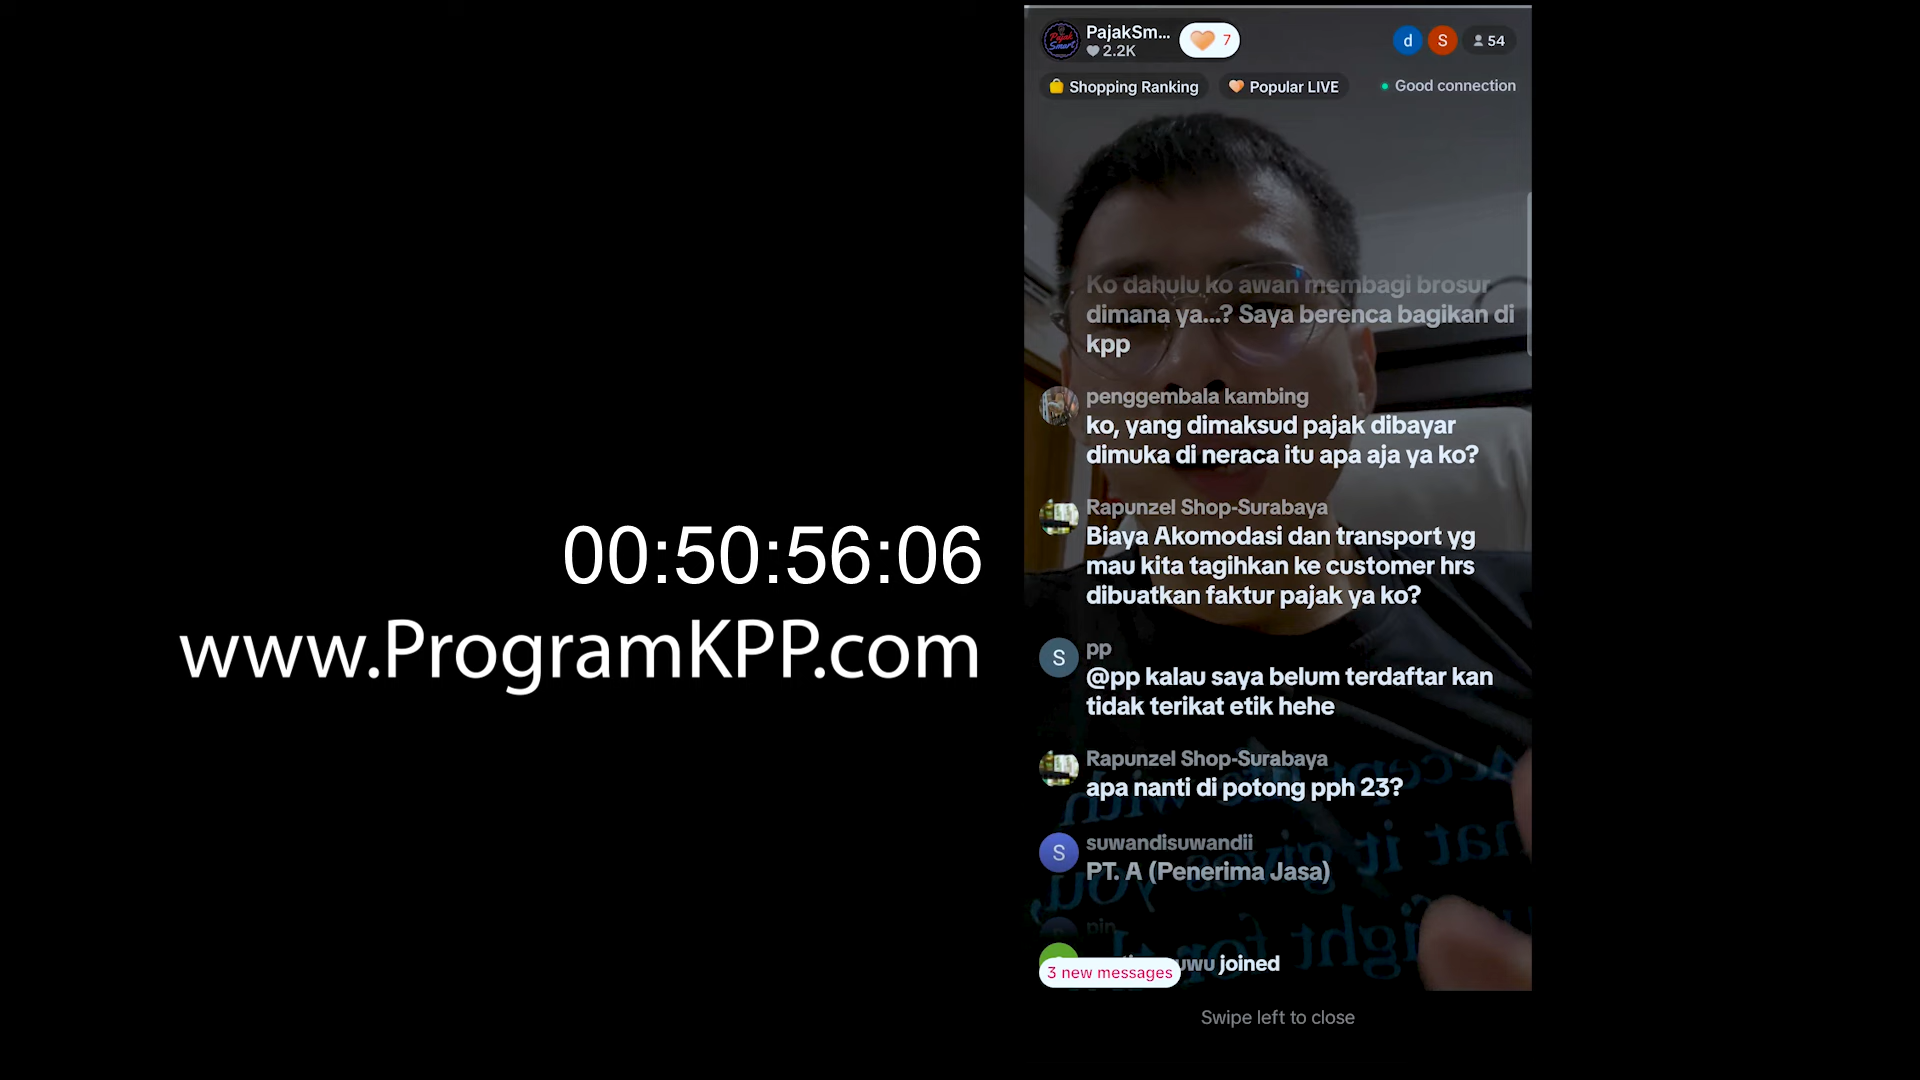 00:50:56:06
www.ProgramKPP.com
PajakSm...
2.2K
7
d
S
54
Shopping Ranking
Popular LIVE
Good connection
Ko dahulu ko awan membagi brosur
dimana ya...? Saya berenca bagikan di
kpp
penggembala kambing
ko, yang dimaksud pajak dibayar
dimuka di neraca itu apa aja ya ko?
Rapunzel Shop-Surabaya
Biaya Akomodasi dan transport yg
mau kita tagihkan ke customer hrs
dibuatkan faktur pajak ya ko?
S
pp
@pp kalau saya belum terdaftar kan
tidak terikat etik hehe
Rapunzel Shop-Surabaya
apa nanti di potong pph 23?
S
suwandisuwandii
PT. A (Penerima Jasa)
pin
joined
3 new messages
Swipe left to close